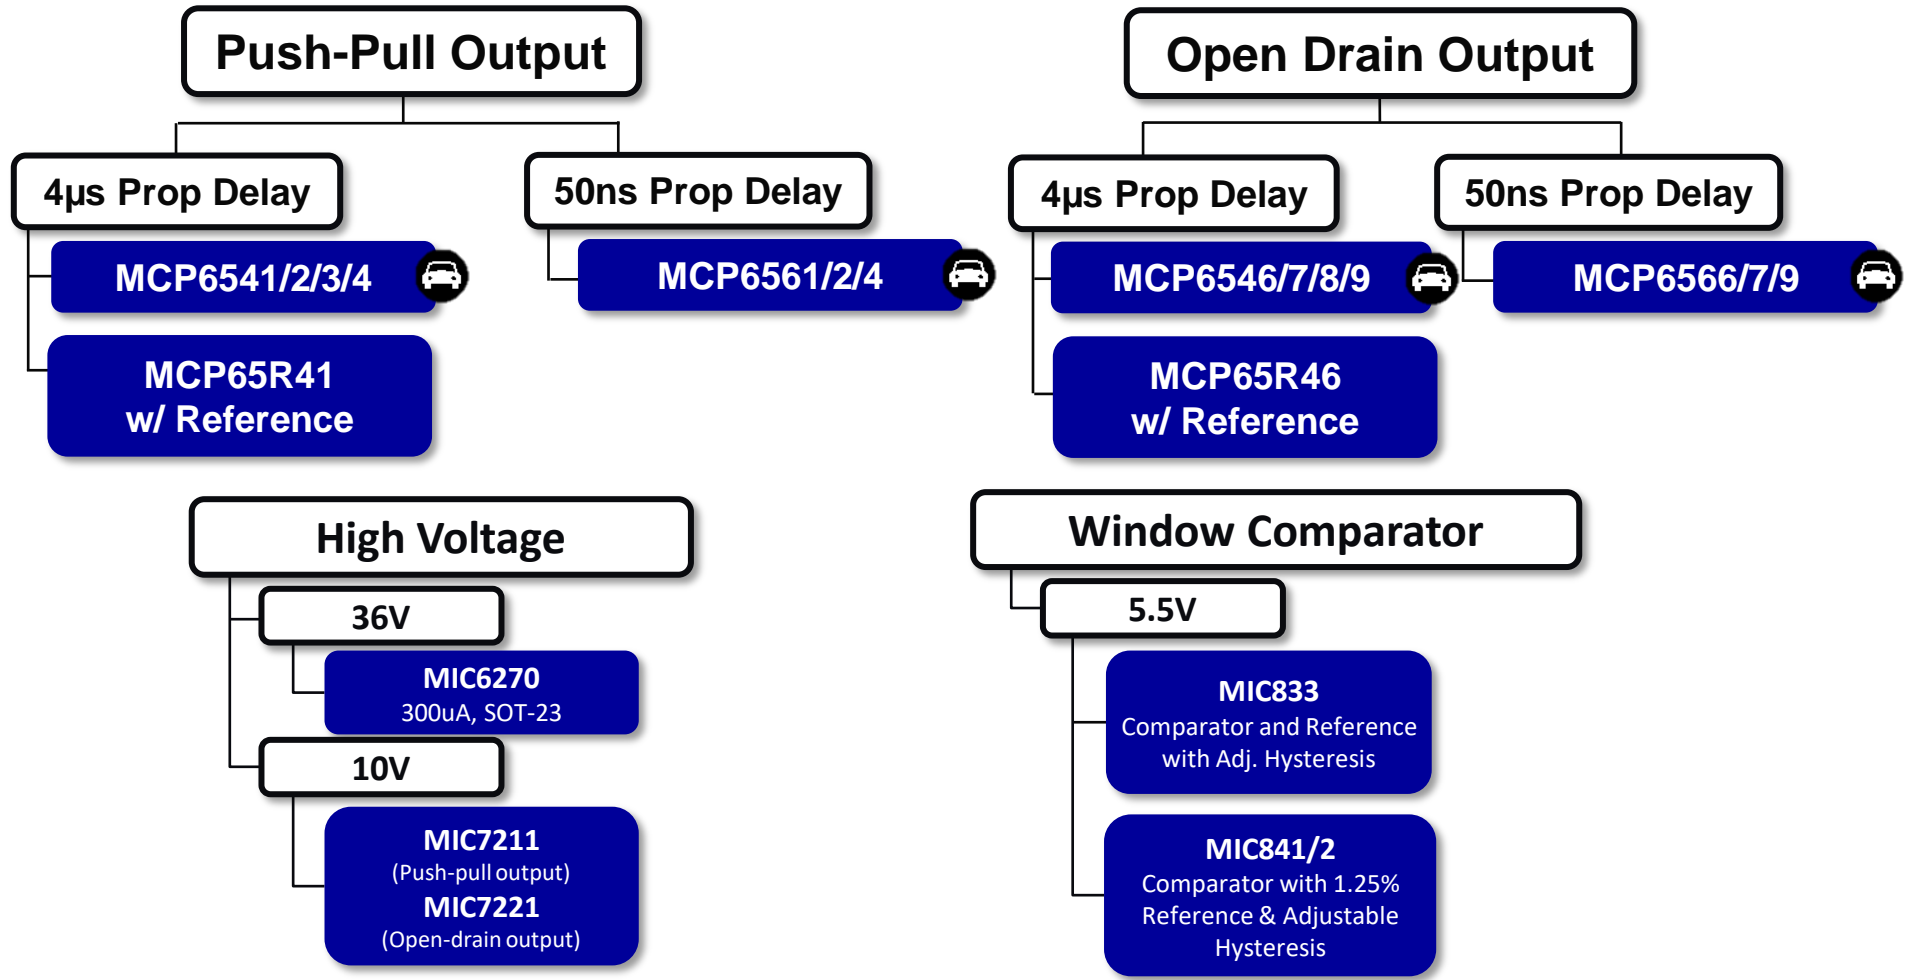 Push-Pull Output
4µs Prop Delay
MCP6541/2/3/4
MCP65R41
w/ Reference
50ns Prop Delay
MCP6561/2/4
Open Drain Output
4µs Prop Delay
MCP6546/7/8/9
MCP65R46
w/ Reference
50ns Prop Delay
MCP6566/7/9
High Voltage
36V
MIC6270
300uA, SOT-23
10V
MIC7211
(Push-pull output)
MIC7221
(Open-drain output)
Window Comparator
5.5V
MIC833
Comparator and Reference
with Adj. Hysteresis
MIC841/2
Comparator with 1.25%
Reference & Adjustable
Hysteresis